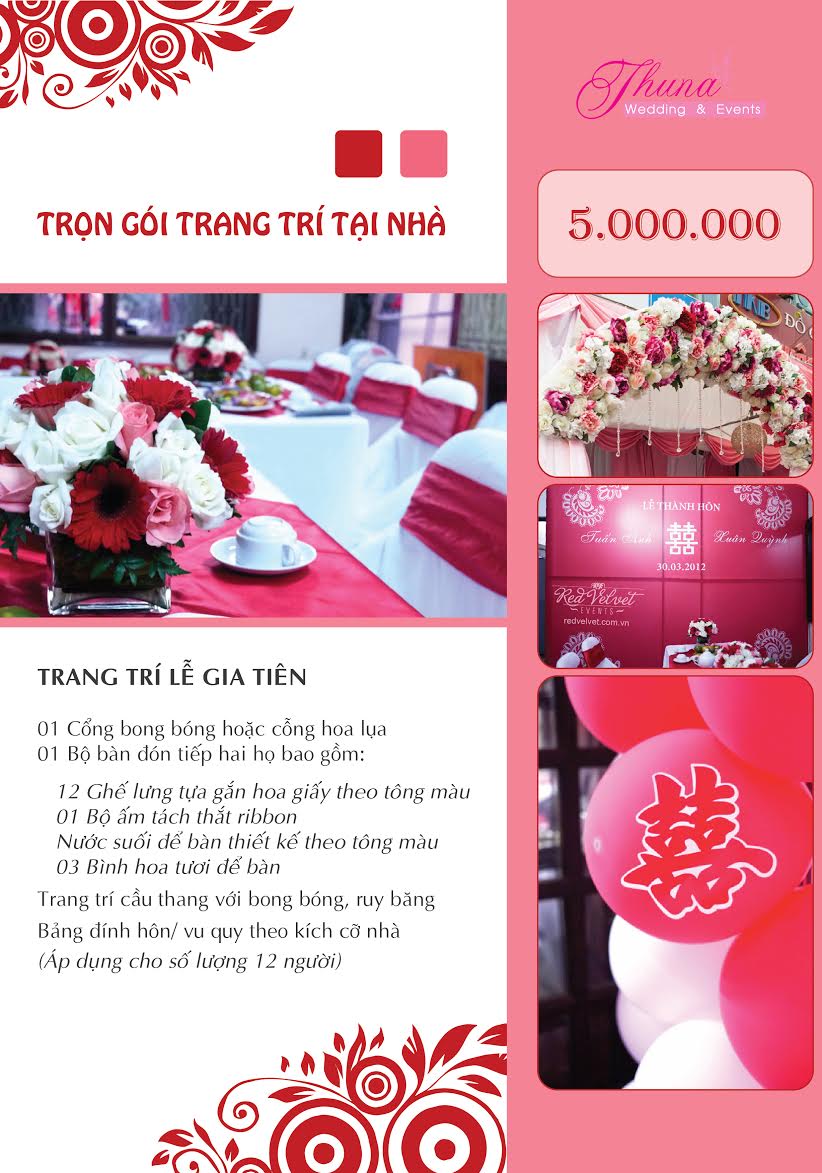 Thuna
Wedding & Events
TRỌN GÓI TRANG TRÍ TẠI NHÀ
5.000.000
ĐỒ
LỄ THÀNH HÔN
Tuấn Anh 囍 Xuân Quỳnh
30.03.2012
Red Velvet
EVENTS
redvelvet.com.vn
囍
TRANG TRÍ LỄ GIA TIÊN
01 Cổng bong bóng hoặc cỗng hoa lụa
01 Bộ bàn đón tiếp hai họ bao gồm:
12 Ghế lưng tựa gắn hoa giấy theo tông màu
01 Bộ ấm tách thắt ribbon
Nước suối để bàn thiết kế theo tông màu
03 Bình hoa tươi để bàn
Trang trí cầu thang với bong bóng, ruy băng
Bảng đính hôn/ vu quy theo kích cỡ nhà
(Áp dụng cho số lượng 12 người)